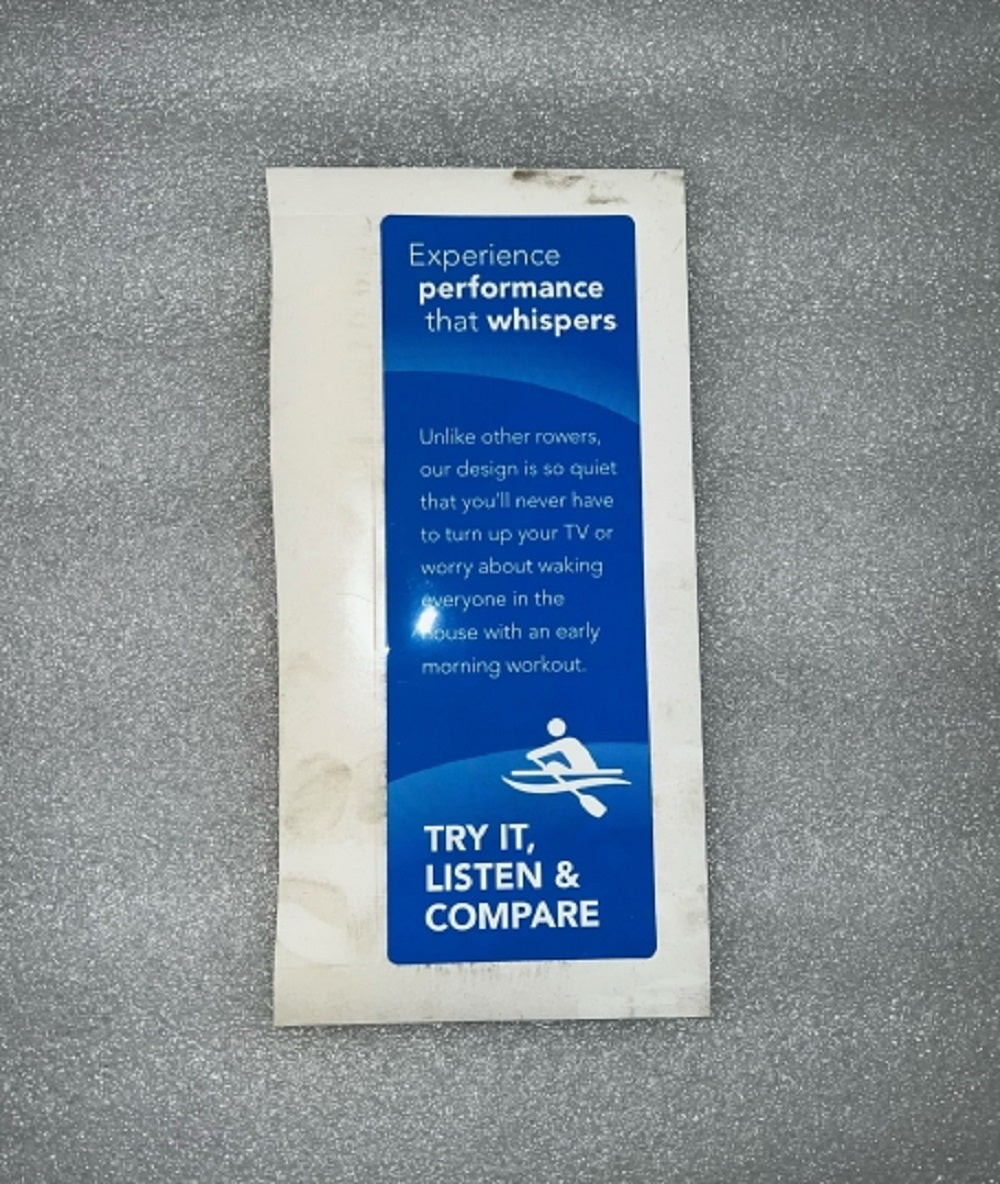 Experience
performance
that whispers
Unlike other rowers,
our design is so quiet
that you'll never have
to turn up your TV or
worry about waking
everyone in the
house with an early
morning workout.
TRY IT,
LISTEN &
COMPARE